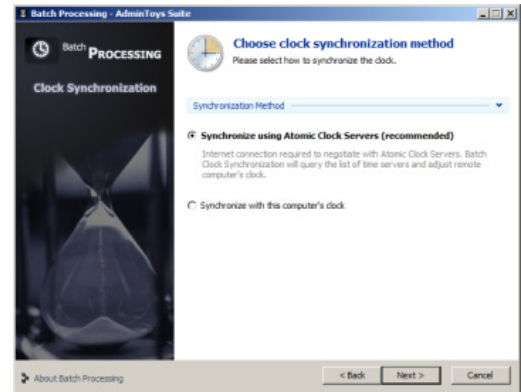 Batch Processing - AdminToys Suite
Batch PROCESSING
Clock Synchronization
Choose clock synchronization method
Please select how to synchronize the clock.
Synchronization Method
Synchronize using Atomic Clock Servers (recommended)
Internet connection required to negotiate with Atomic Clock Servers. Batch
Clock Synchronization will query the list of time servers and adjust remote
computer's clock.
Synchronize with this computer's clock
About Batch Processing
< Back
Next >
Cancel